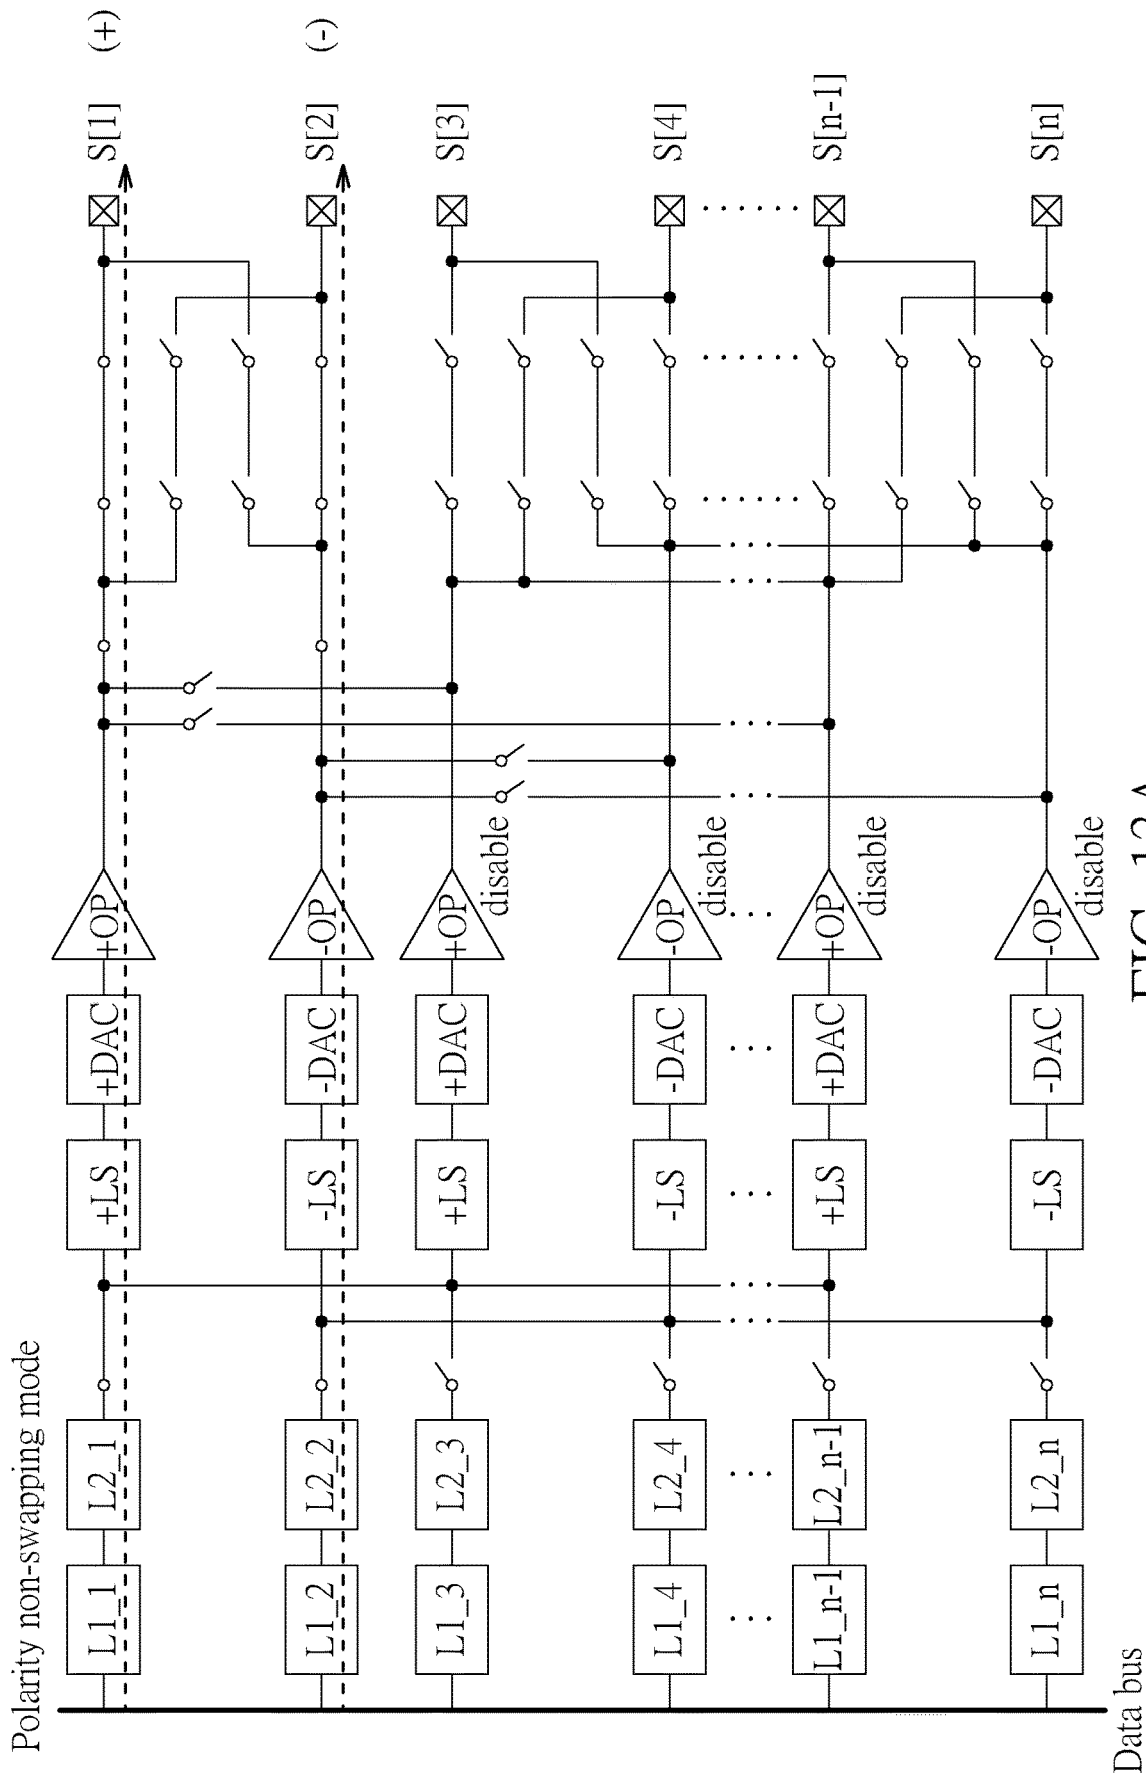 Polarity non-swapping mode
L1_1 L2_1 +LS +DAC +OP S[1] (+)
L1_2 L2_2 -LS -DAC -OP S[2] (-)
L1_3 L2_3 +LS +DAC +OP disable S[3]
L1_4 L2_4 -LS -DAC -OP disable S[4]
L1_n-1 L2_n-1 +LS +DAC +OP disable S[n-1]
L1_n L2_n -LS -DAC -OP disable S[n]
Data bus